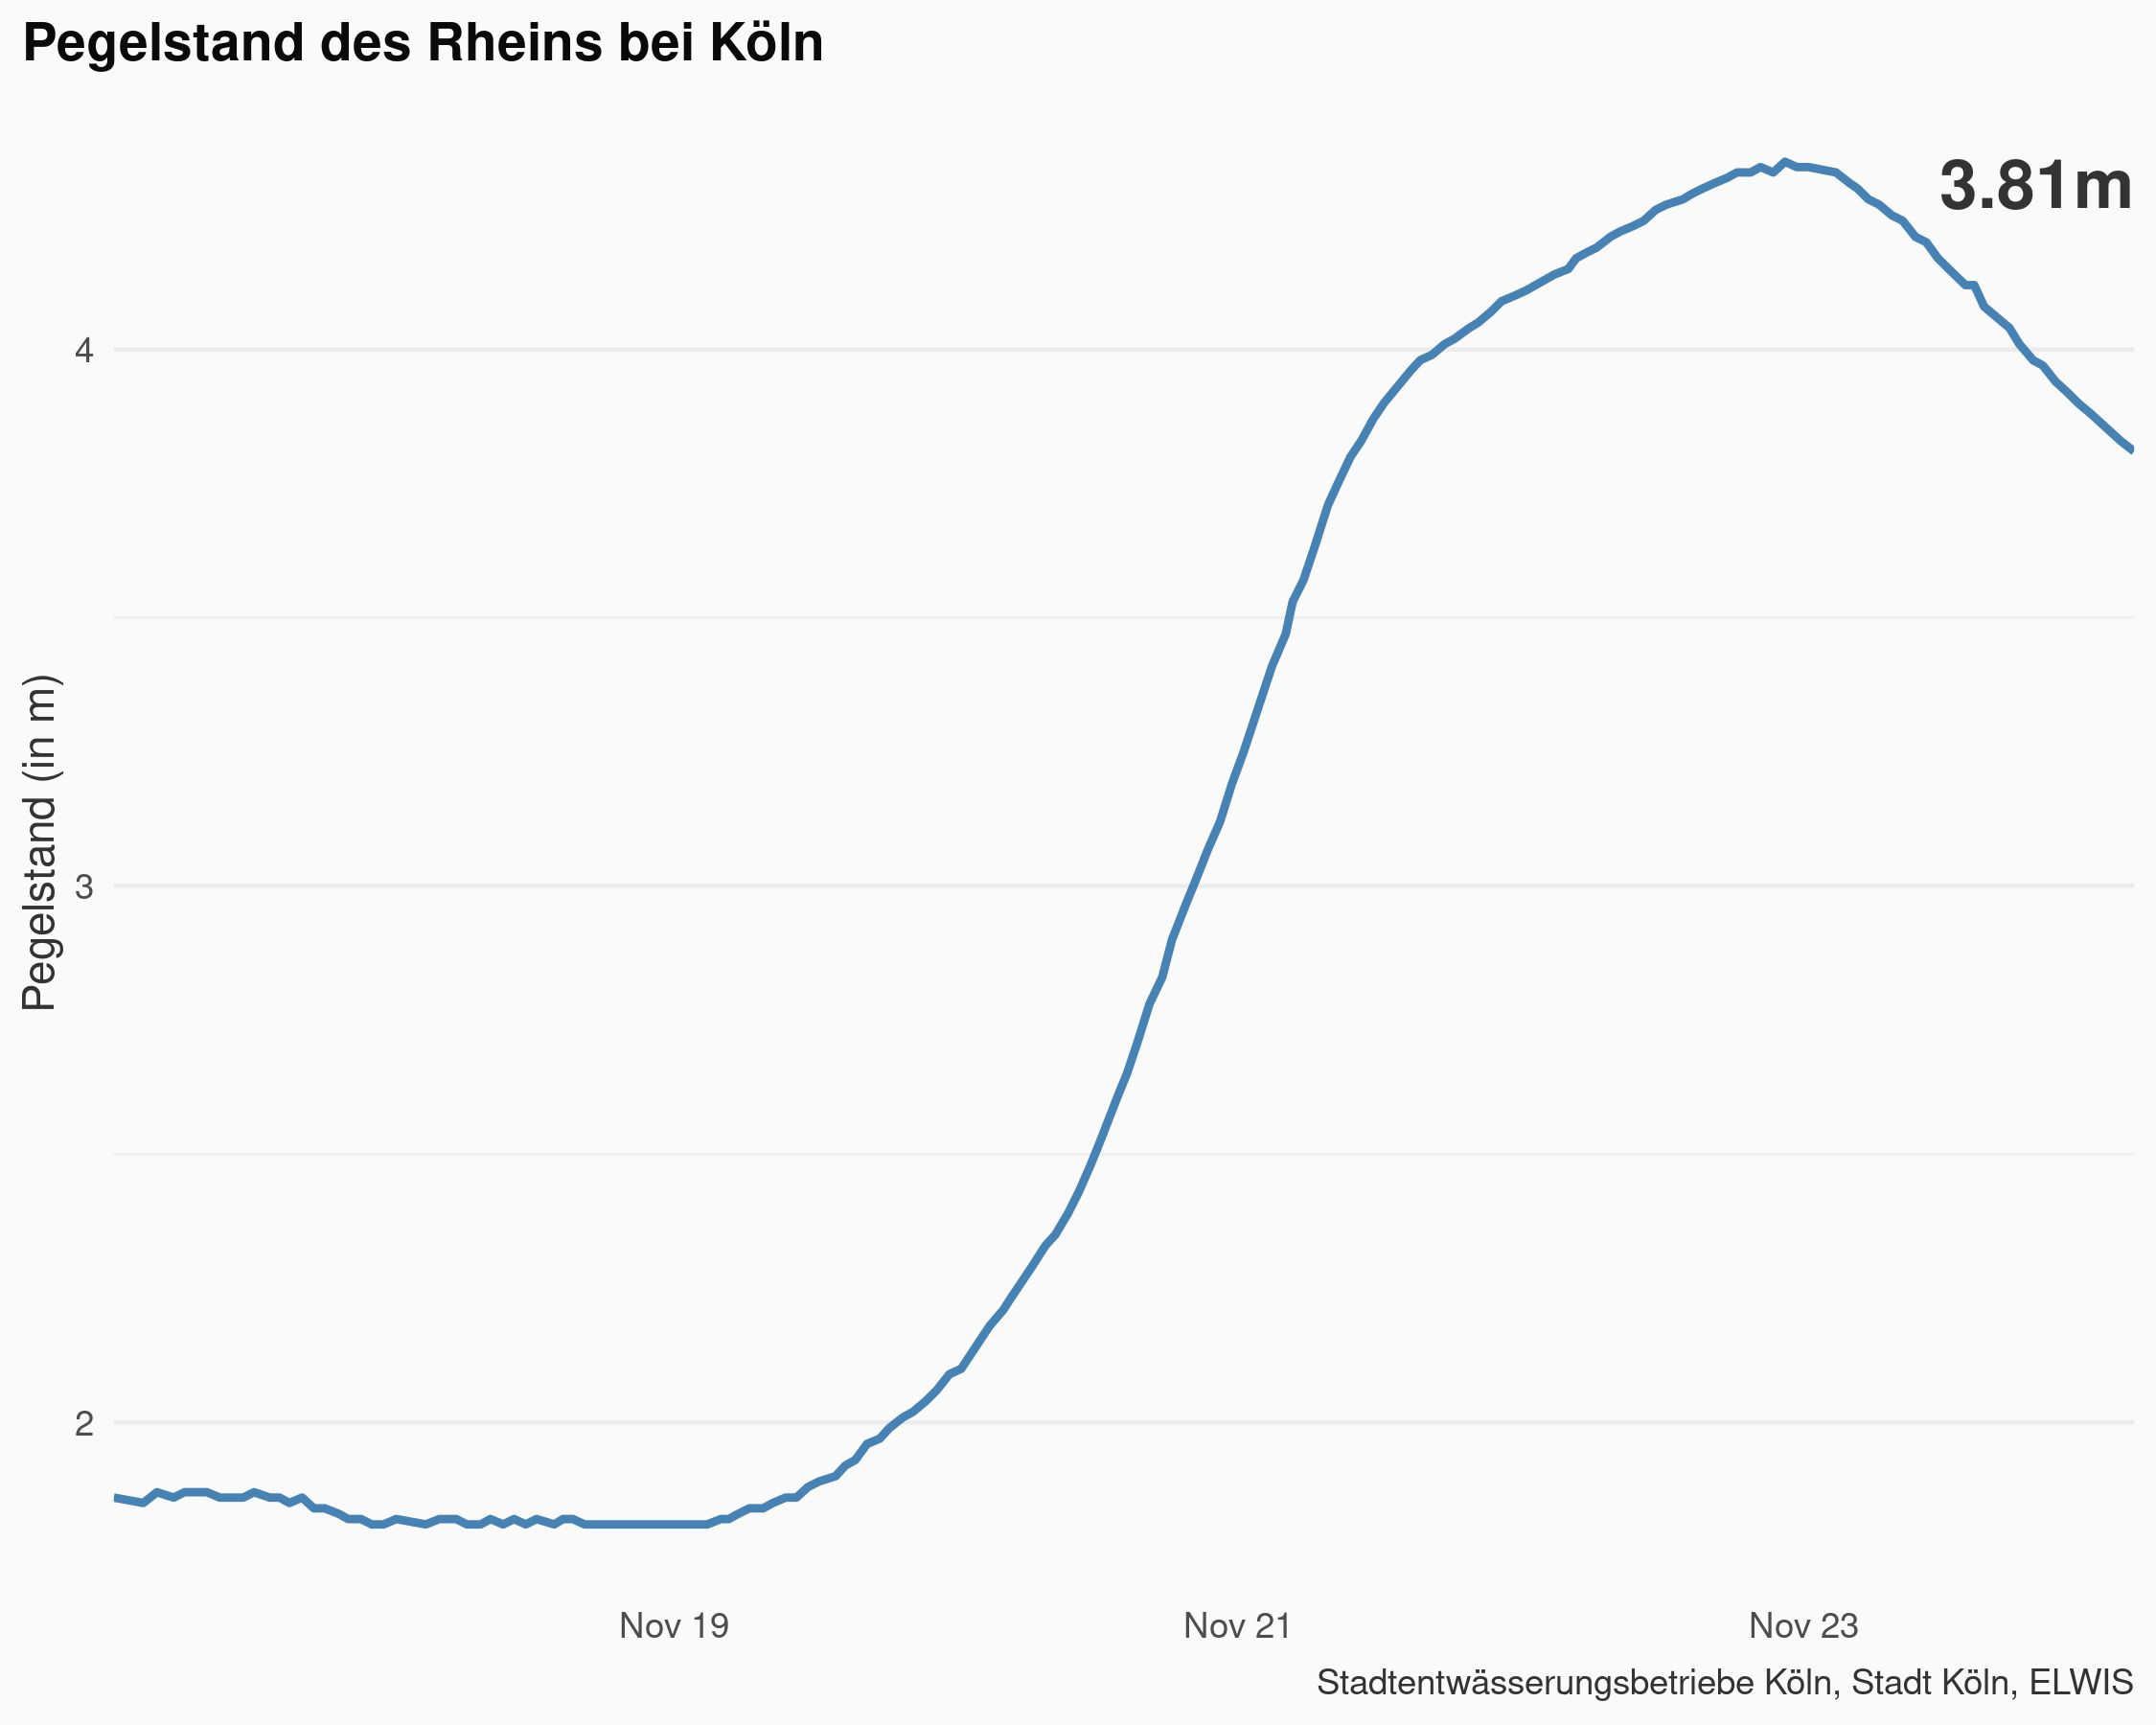 Pegelstand des Rheins bei Köln
3.81m
Pegelstand (in m)
4
3
2
Nov 19
Nov 21
Nov 23
Stadtentwässerungsbetriebe Köln, Stadt Köln, ELWIS